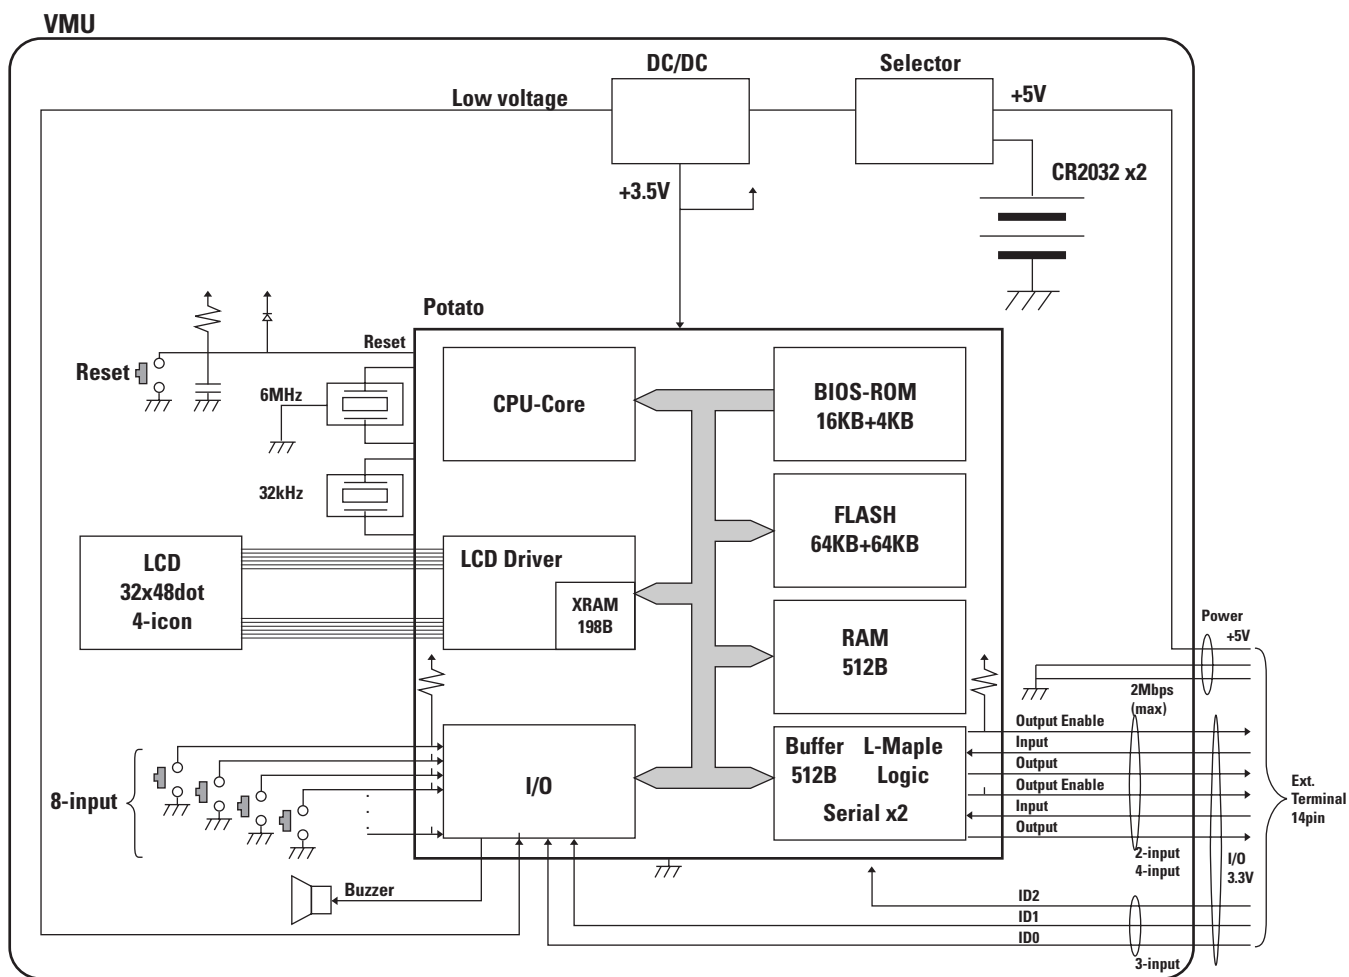 VMU
DC/DC
Selector
Low voltage
+5V
+3.5V
CR2032 x2
Potato
Reset
Reset
6MHz
32kHz
CPU-Core
BIOS-ROM
16KB+4KB
FLASH
64KB+64KB
LCD
32x48dot
4-icon
LCD Driver
XRAM
198B
RAM
512B
Power
+5V
2Mbps
(max)
Output Enable
Input
Output
Output Enable
Input
Output
Buffer
512B
L-Maple
Logic
Serial x2
I/O
8-input
Ext.
Terminal
14pin
2-input
4-input
I/O
3.3V
Buzzer
ID2
ID1
ID0
3-input